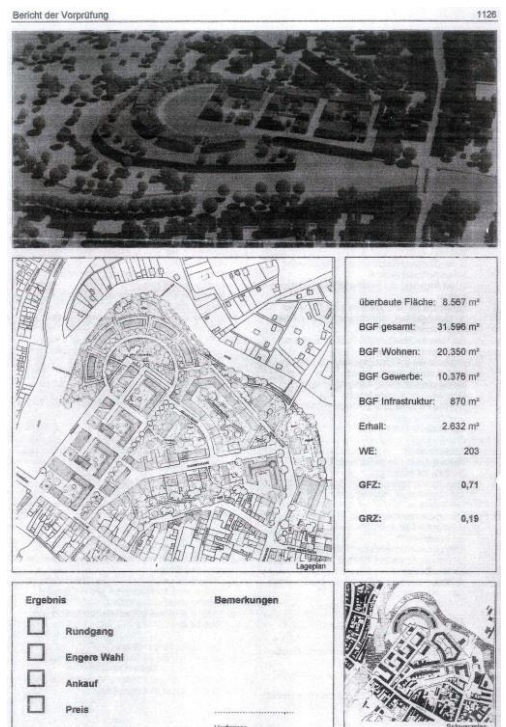 Bericht der Vorprüfung 1126
überbaute Fläche: 8.567 m²
BGF gesamt: 31.596 m²
BGF Wohnen: 20.350 m²
BGF Gewerbe: 10.376 m²
BGF Infrastruktur: 870 m²
Erhalt: 2.632 m²
WE: 203
GFZ: 0,71
GRZ: 0,19
Lageplan
Ergebnis Bemerkungen
Rundgang
Engere Wahl
Ankauf
Preis